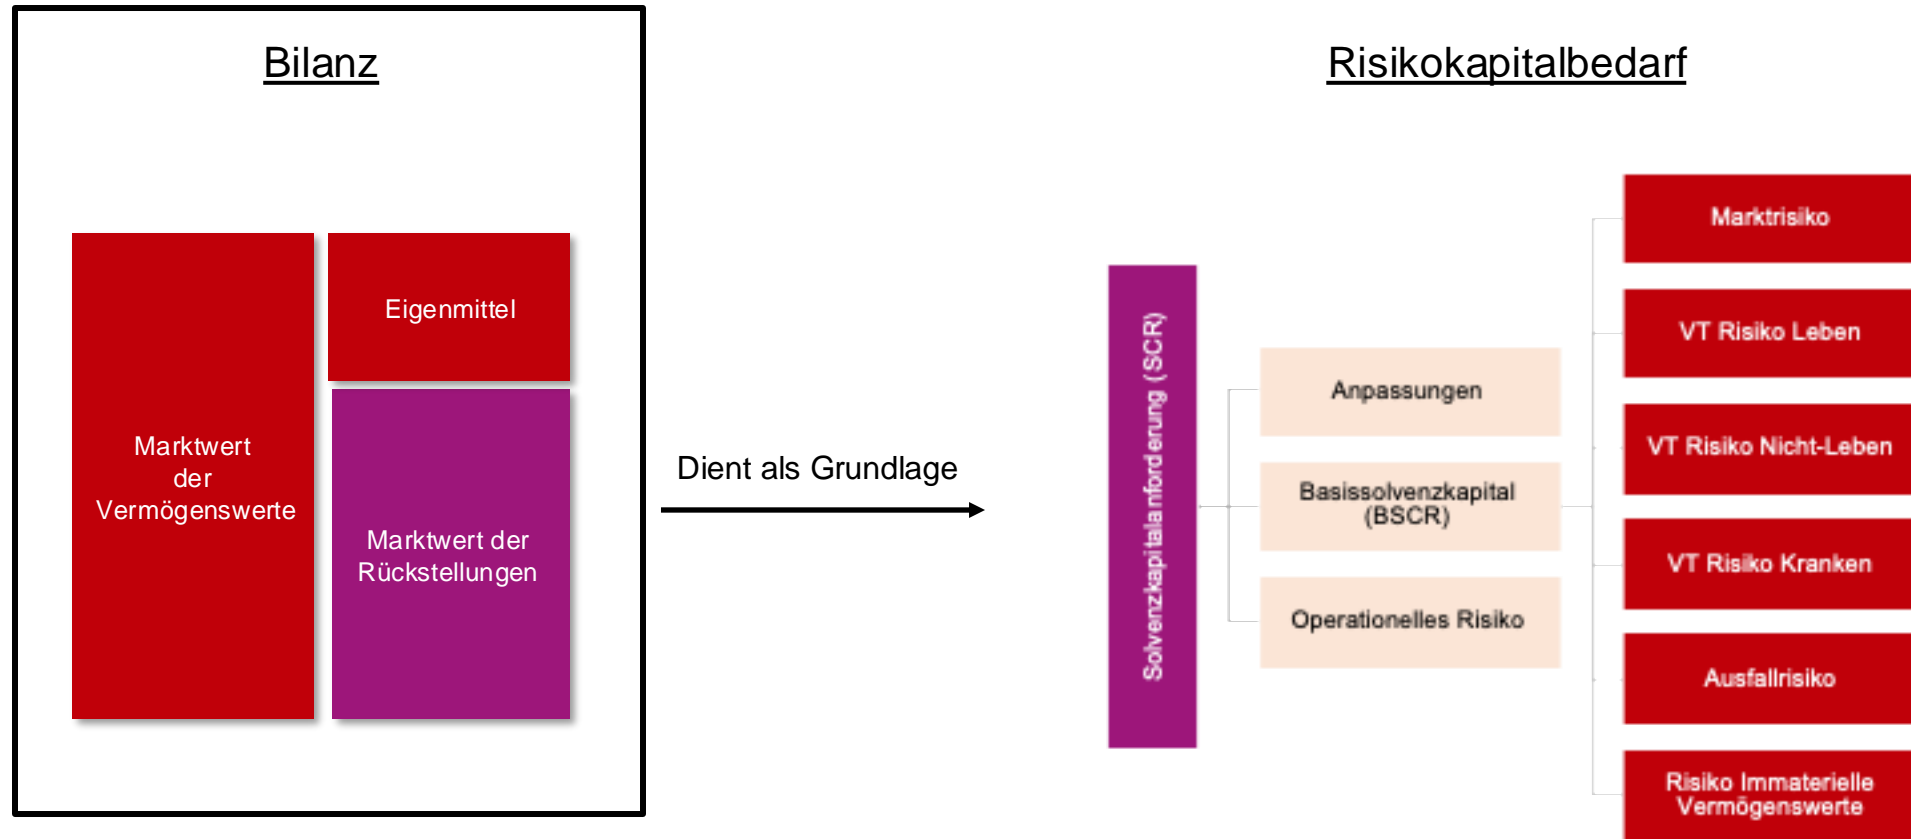 Bilanz
Eigenmittel
Marktwert
der
Vermögenswerte
Marktwert der
Rückstellungen
Dient als Grundlage
Risikokapitalbedarf
Solvenzkapitalanforderung (SCR)
Anpassungen
Basissolvenzkapital
(BSCR)
Operationelles Risiko
Marktrisiko
VT Risiko Leben
VT Risiko Nicht-Leben
VT Risiko Kranken
Ausfallrisiko
Risiko Immaterielle
Vermögenswerte